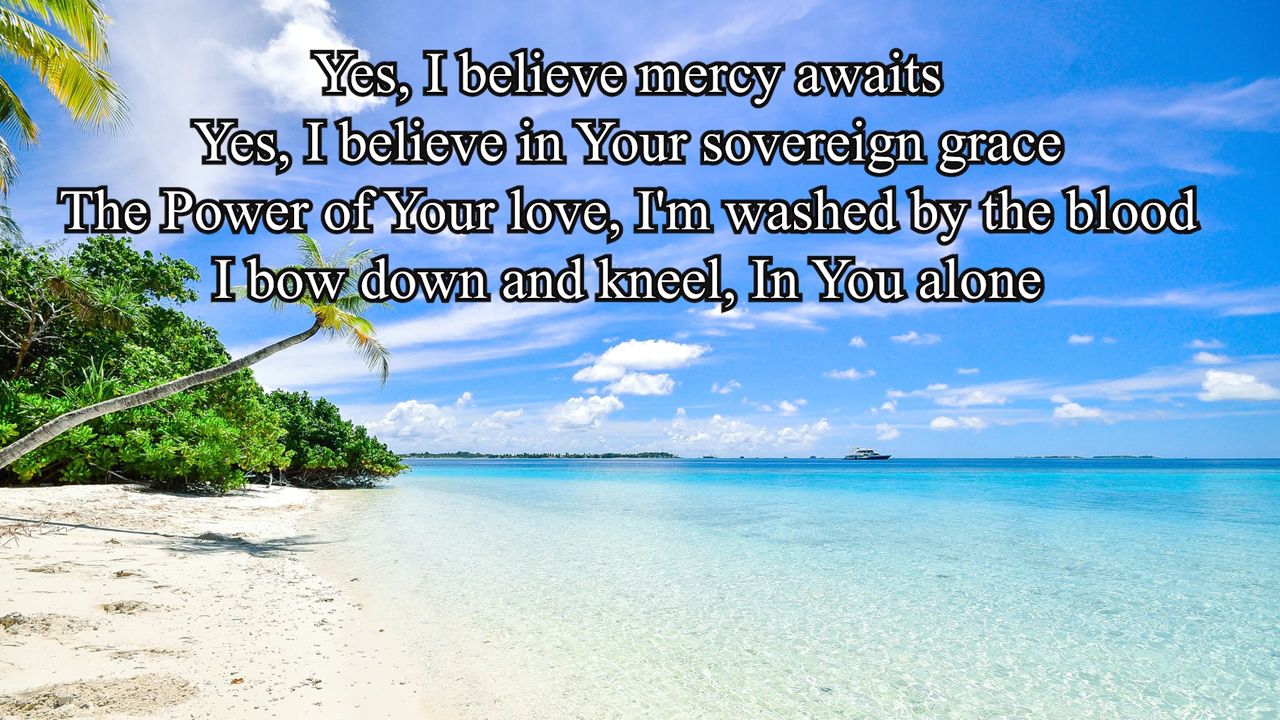 Yes, I believe mercy awaits
Yes, I believe in Your sovereign grace
The Power of Your love, I'm washed by the blood
I bow down and kneel, In You alone